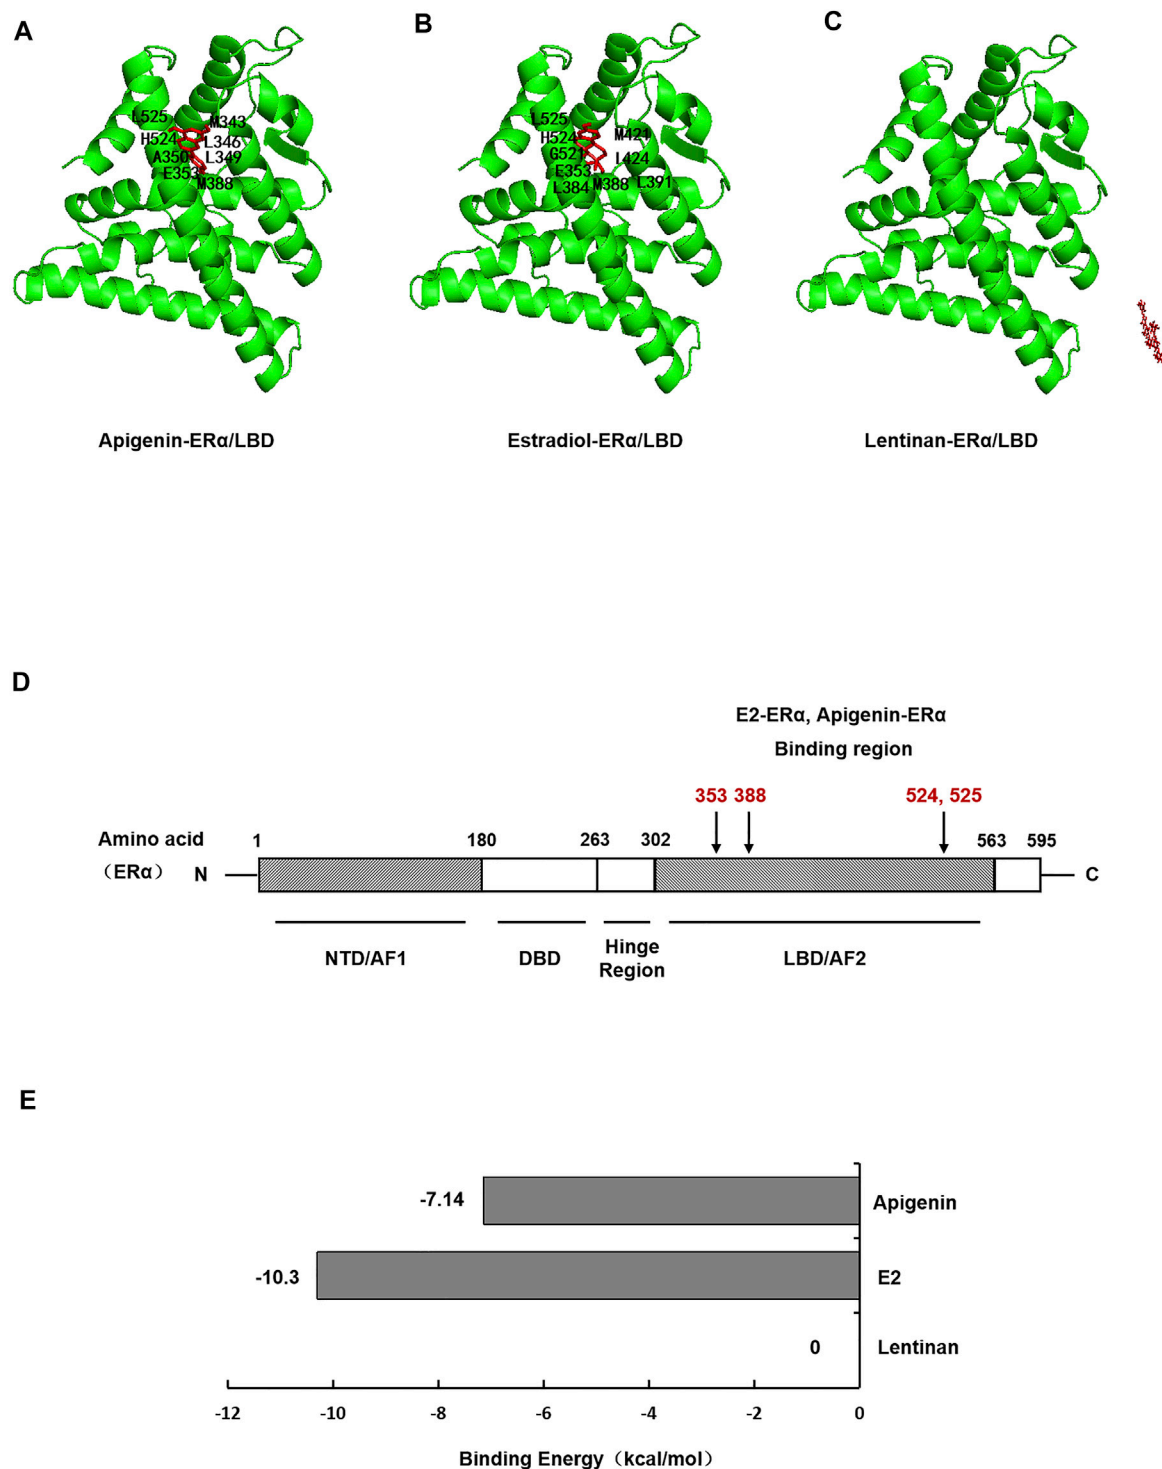 A
B
C
L525
M343
H524
L346
A350
L349
E353
M388
L525
M421
H524
G521
I424
E353
L384
M388
L391
Apigenin-ERα/LBD
Estradiol-ERα/LBD
Lentinan-ERα/LBD
D
E2-ERα, Apigenin-ERα
Binding region
353 388
524, 525
Amino acid
1
180
263
302
563
595
（ERα）
N
C
NTD/AF1
DBD
Hinge
Region
LBD/AF2
E
-7.14
Apigenin
-10.3
E2
0
Lentinan
-12
-10
-8
-6
-4
-2
0
Binding Energy（kcal/mol）